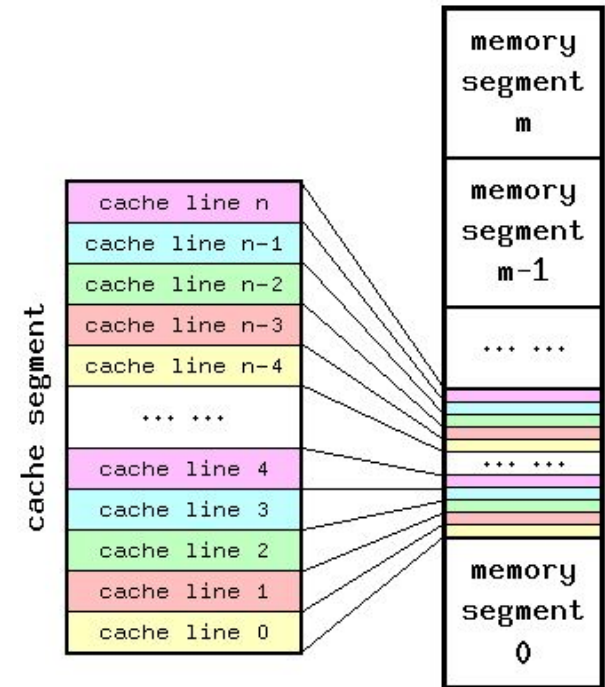 memory
segment
m
memory
segment
m-1
... ...
... ...
memory
segment
0
cache segment
cache line n
cache line n-1
cache line n-2
cache line n-3
cache line n-4
... ...
cache line 4
cache line 3
cache line 2
cache line 1
cache line 0